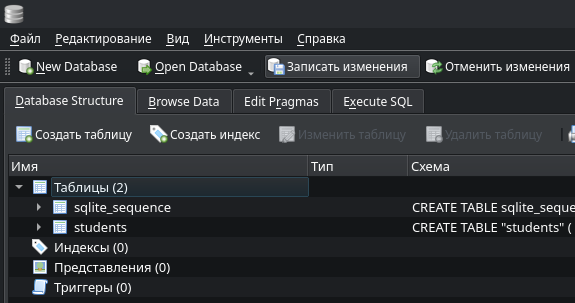 Файл Редактирование Вид Инструменты Справка
New Database Open Database Записать изменения Отменить изменения
Database Structure Browse Data Edit Pragmas Execute SQL
Создать таблицу Создать индекс Изменить таблицу Удалить таблицу
Имя Тип Схема
Таблицы (2)
sqlite_sequence CREATE TABLE sqlite_seque
students CREATE TABLE "students" (
Индексы (0)
Представления (0)
Триггеры (0)